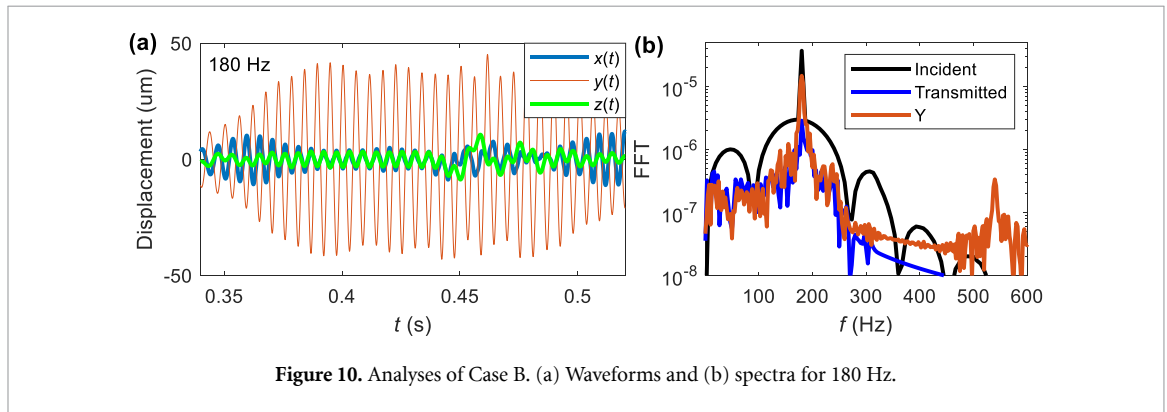 (a)
50
0
-50
Displacement (um)
180 Hz
x(t)
y(t)
z(t)
0.35 0.4 0.45 0.5
t (s)
(b)
10⁻⁵
10⁻⁶
10⁻⁷
10⁻⁸
FFT
Incident
Transmitted
Y
100 200 300 400 500 600
f (Hz)
Figure 10. Analyses of Case B. (a) Waveforms and (b) spectra for 180 Hz.